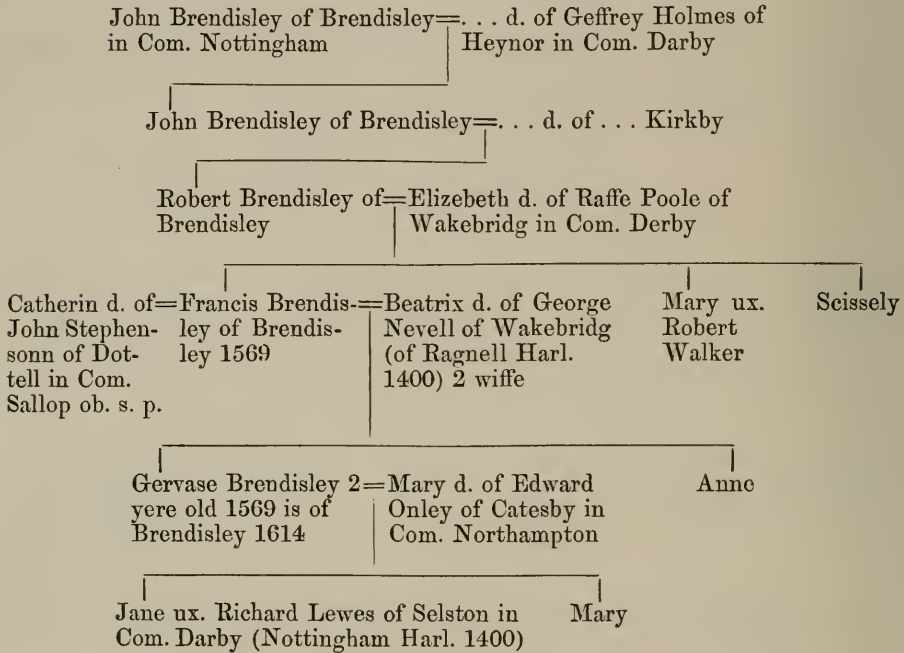 John Brendisley of Brendisley=. . . d. of Geffrey Holmes of
in Com. Nottingham Heynor in Com. Darby
John Brendisley of Brendisley=. . . d. of . . . Kirkby
Robert Brendisley of=Elizebeth d. of Raffe Poole of
Brendisley Wakebridg in Com. Derby
Catherin d. of=Francis Brendis-=Beatrix d. of George Mary ux. Scissely
John Stephen- ley of Brendis- Nevell of Wakebridg Robert
sonn of Dot- ley 1569 (of Ragnell Harl. Walker
tell in Com. 1400) 2 wiffe
Sallop ob. s. p.
Gervase Brendisley 2=Mary d. of Edward Anne
yere old 1569 is of Onley of Catesby in
Brendisley 1614 Com. Northampton
Jane ux. Richard Lewes of Selston in Mary
Com. Darby (Nottingham Harl. 1400)